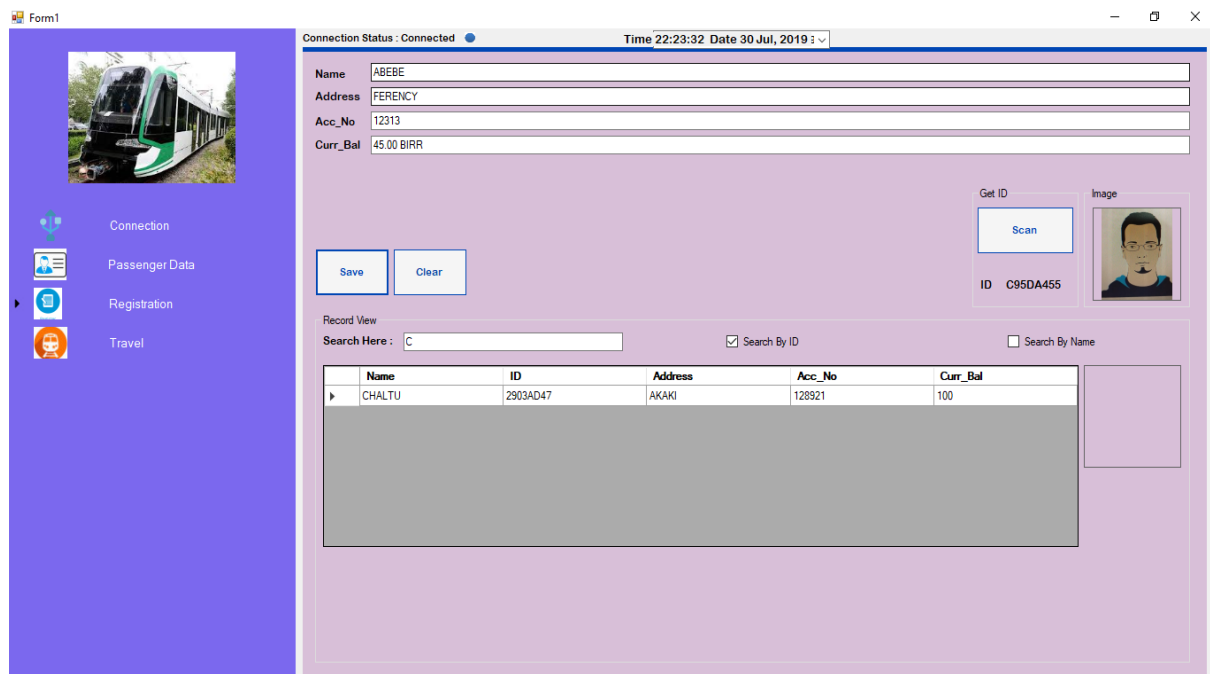 Form1
Connection Status : Connected
Time 22:23:32 Date 30 Jul, 2019
Name ABEBE
Address FERENCY
Acc_No 12313
Curr_Bal 45.00 BIRR
Connection
Passenger Data
Registration
Travel
Get ID
Scan
ID C95DA455
Image
Save Clear
Record View
Search Here : C Search By ID Search By Name
Name ID Address Acc_No Curr_Bal
CHALTU 2903AD47 AKAKI 128921 100